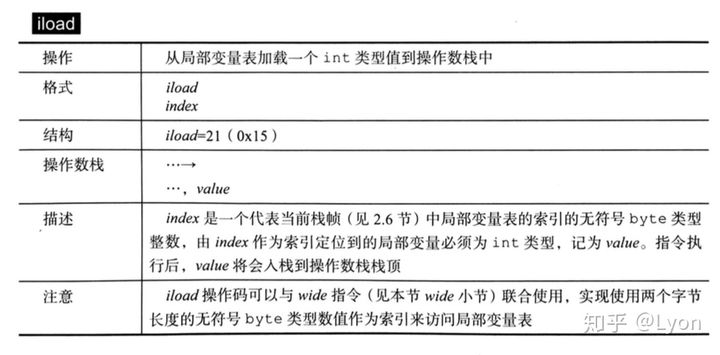 iload
操作 从局部变量表加载一个 int 类型值到操作数栈中
格式 iload
index
结构 iload=21（0x15）
操作数栈 …→
…，value
描述 index 是一个代表当前栈帧（见 2.6 节）中局部变量表的索引的无符号 byte 类型
整数，由 index 作为索引定位到的局部变量必须为 int 类型，记为 value。指令执
行后，value 将会入栈到操作数栈栈顶
注意 iload 操作码可以与 wide 指令（见本节 wide 小节）联合使用，实现使用两个字节
长度的无符号 byte 类型数值作为索引来访问局部变量表
知乎 @Lyon